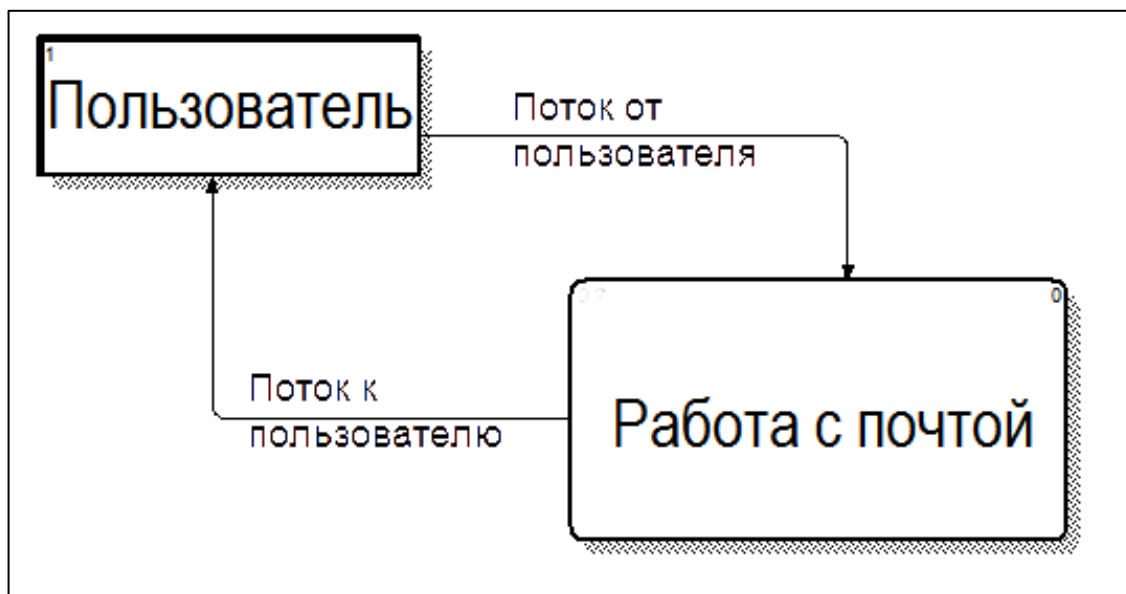 1
Пользователь
Поток от
пользователя
0
Поток к
пользователю
Работа с почтой